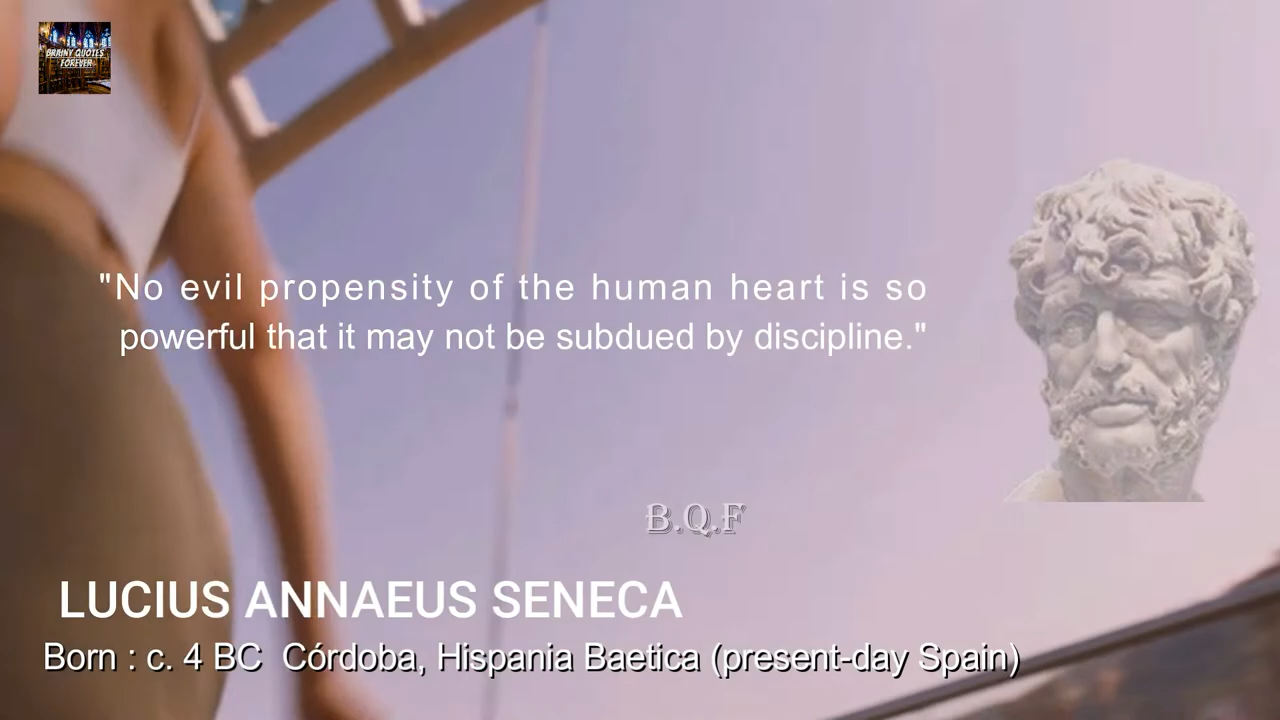 BRAINY QUOTES
FOREVER
"No evil propensity of the human heart is so
powerful that it may not be subdued by discipline."
B.Q.F
LUCIUS ANNAEUS SENECA
Born : c. 4 BC  Córdoba, Hispania Baetica (present-day Spain)